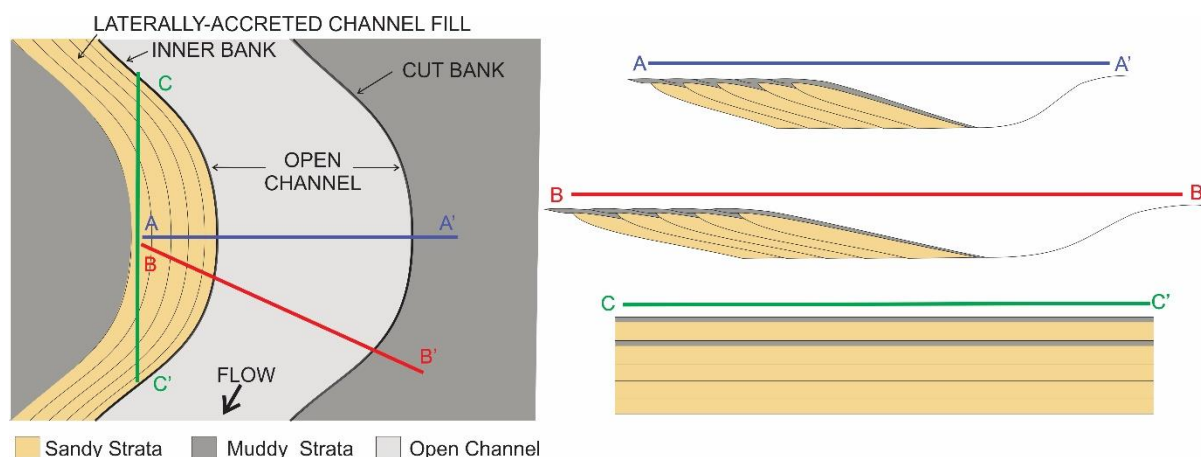 LATERALLY-ACCRETED CHANNEL FILL
INNER BANK
CUT BANK
C
OPEN
CHANNEL
A
A'
B
B'
C'
FLOW
Sandy Strata
Muddy Strata
Open Channel
A
A'
B
B
C
C'